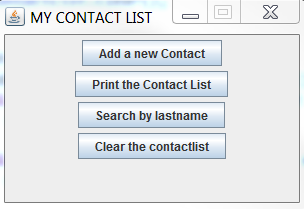 MY CONTACT LIST
Add a new Contact
Print the Contact List
Search by lastname
Clear the contactlist